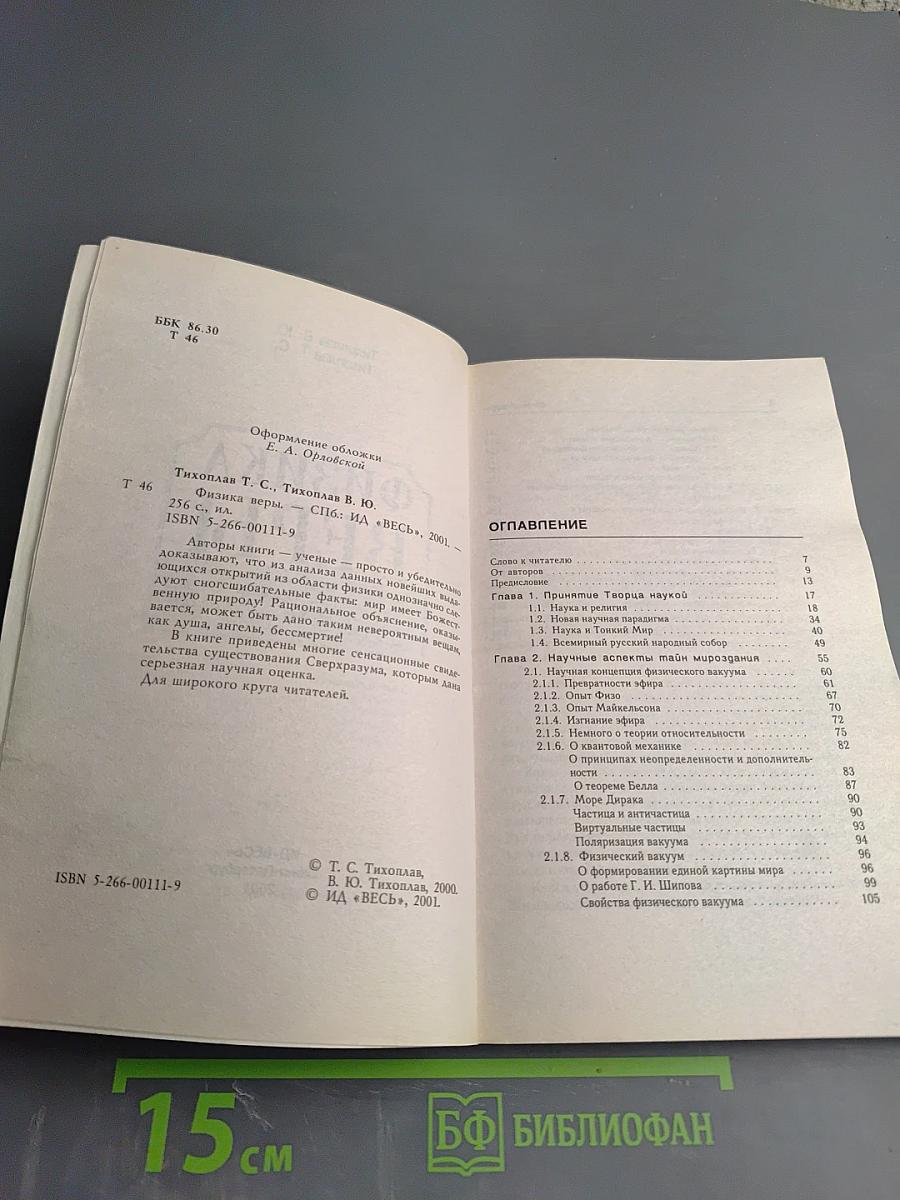 ББК 86.30
Т 46
Оформление обложки
Е. А. Орловской
Тихоплав Т. С., Тихоплав В. Ю.
Т 46
Физика веры. — СПб.: ИД «ВЕСЬ», 2001. —
256 с., ил.
ISBN 5-266-00111-9
Авторы книги — ученые — просто и убедительно
доказывают, что из анализа данных новейших выда-
ющихся открытий из области физики однозначно сле-
дуют сногсшибательные факты: мир имеет Божест-
венную природу! Рациональное объяснение, оказы-
вается, может быть дано таким невероятным вещам,
как душа, ангелы, бессмертие!
В книге приведены многие сенсационные свиде-
тельства существования Сверхразума, которым дана
серьезная научная оценка.
Для широкого круга читателей.
ISBN 5-266-00111-9
© Т. С. Тихоплав,
В. Ю. Тихоплав, 2000.
© ИД «ВЕСЬ», 2001.
ОГЛАВЛЕНИЕ
Слово к читателю . . . . . 7
От авторов . . . . . 9
Предисловие . . . . . 13
Глава 1. Принятие Творца наукой . . . . . 17
1.1. Наука и религия . . . . . 18
1.2. Новая научная парадигма . . . . . 34
1.3. Наука и Тонкий Мир . . . . . 40
1.4. Всемирный русский народный собор . . . . . 49
Глава 2. Научные аспекты тайн мироздания . . . . 55
2.1. Научная концепция физического вакуума . . . . . 60
2.1.1. Превратности эфира . . . . . 61
2.1.2. Опыт Физо . . . . . 67
2.1.3. Опыт Майкельсона . . . . . 70
2.1.4. Изгнание эфира . . . . . 72
2.1.5. Немного о теории относительности . . . . . 75
2.1.6. О квантовой механике . . . . . 82
О принципах неопределенности и дополнитель-
ности . . . . . 83
О теореме Белла . . . . . 87
2.1.7. Море Дирака . . . . . 90
Частица и античастица . . . . . 90
Виртуальные частицы . . . . . 93
Поляризация вакуума . . . . . 94
2.1.8. Физический вакуум . . . . . 96
О формировании единой картины мира . . . . . 96
О работе Г. И. Шипова . . . . . 99
Свойства физического вакуума . . . . . 105
15 см
БФ БИБЛИОФАН